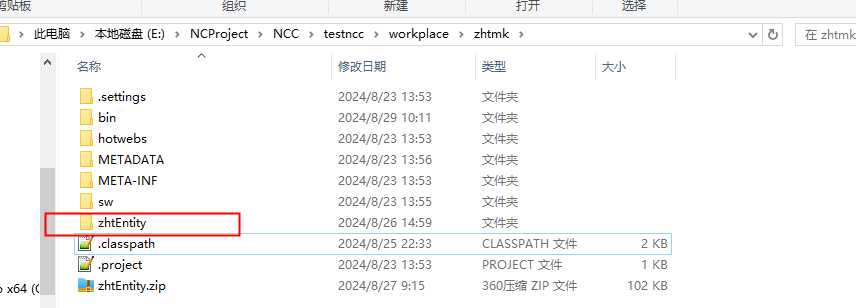 剪贴板 组织 新建 打开 选择
此电脑 > 本地磁盘 (E:) > NCProject > NCC > testncc > workplace > zhtmk > 在 zhtmk
名称 修改日期 类型 大小
.settings 2024/8/23 13:53 文件夹
bin 2024/8/29 10:11 文件夹
hotwebs 2024/8/23 13:53 文件夹
METADATA 2024/8/23 13:56 文件夹
META-INF 2024/8/23 13:53 文件夹
sw 2024/8/23 13:55 文件夹
zhtEntity 2024/8/26 14:59 文件夹
.classpath 2024/8/25 22:33 CLASSPATH 文件 2 KB
.project 2024/8/23 13:53 PROJECT 文件 1 KB
zhtEntity.zip 2024/8/27 9:15 360压缩 ZIP 文件 102 KB
x64 (